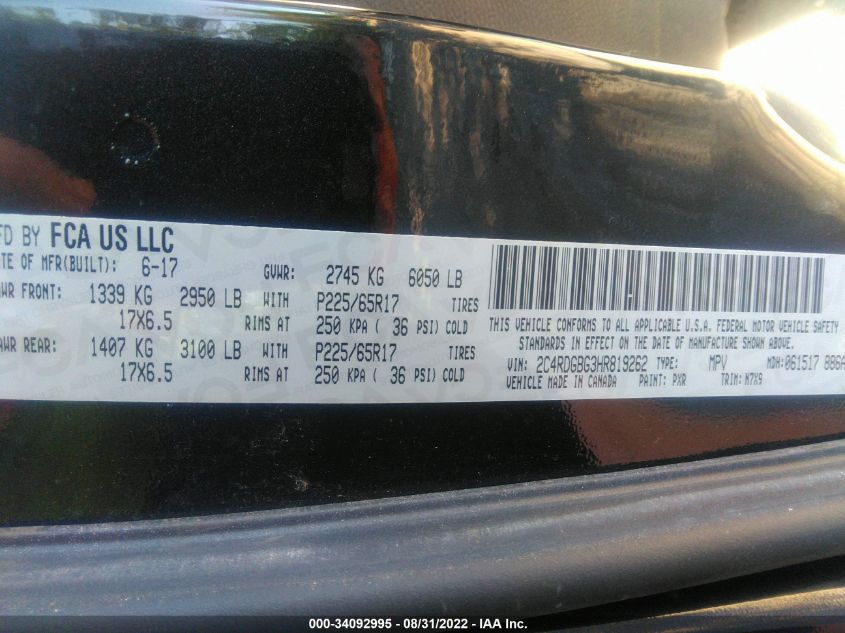 FD BY FCA US LLC
ATE OF MFR(BUILT): 6-17 GVWR: 2745 KG 6050 LB
AWR FRONT: 1339 KG 2950 LB WITH P225/65R17 TIRES
17X6.5 RIMS AT 250 KPA ( 36 PSI) COLD
AWR REAR: 1407 KG 3100 LB WITH P225/65R17 TIRES
17X6.5 RIMS AT 250 KPA ( 36 PSI) COLD
THIS VEHICLE CONFORMS TO ALL APPLICABLE U.S.A. FEDERAL MOTOR VEHICLE SAFETY
STANDARDS IN EFFECT ON THE DATE OF MANUFACTURE SHOWN ABOVE.
VIN: 2C4RDGBG3HR819262 TYPE: MPV MDH: 061517 886A
VEHICLE MADE IN CANADA PAINT: PXR TRIM: N7X9
000-34092995 - 08/31/2022 - IAA Inc.